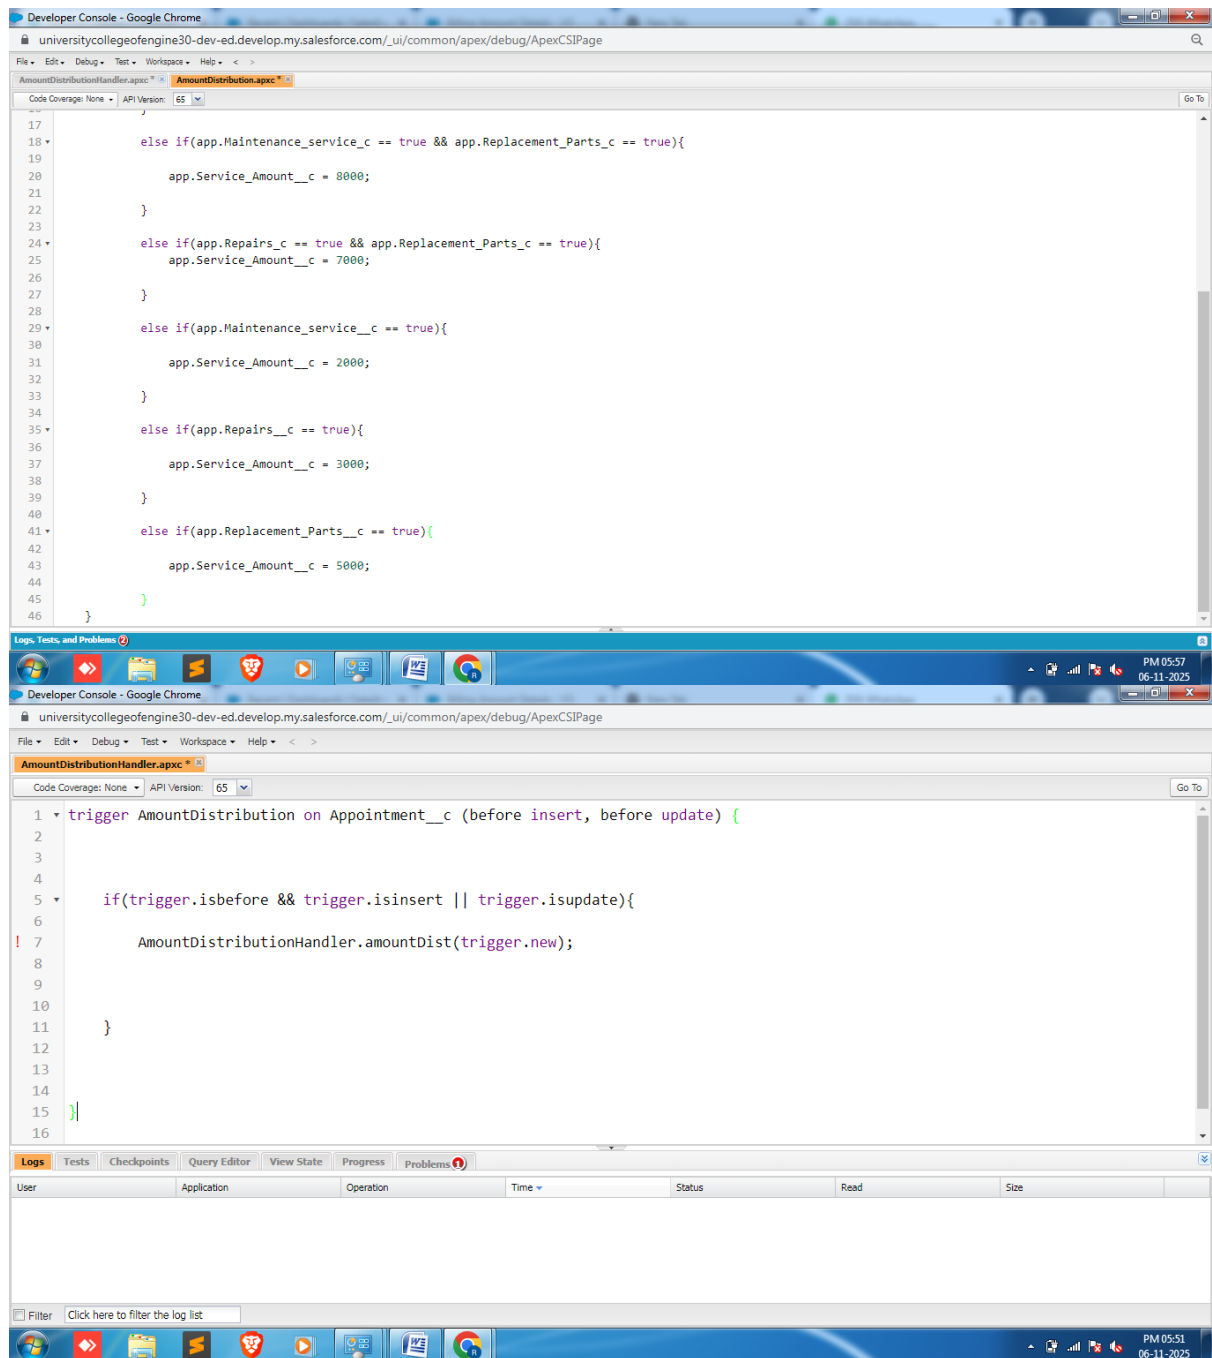 Developer Console - Google Chrome
universitycollegeofengine30-dev-ed.develop.my.salesforce.com/_ui/common/apex/debug/ApexCSIPage
File Edit Debug Test Workspace Help < >
AmountDistributionHandler.apxc * AmountDistribution.apxc *
Code Coverage: None API Version: 65 Go To
17
18 else if(app.Maintenance_service_c == true && app.Replacement_Parts_c == true){
19
20 app.Service_Amount__c = 8000;
21
22 }
23
24 else if(app.Repairs_c == true && app.Replacement_Parts_c == true){
25 app.Service_Amount__c = 7000;
26
27 }
28
29 else if(app.Maintenance_service__c == true){
30
31 app.Service_Amount__c = 2000;
32
33 }
34
35 else if(app.Repairs__c == true){
36
37 app.Service_Amount__c = 3000;
38
39 }
40
41 else if(app.Replacement_Parts__c == true){
42
43 app.Service_Amount__c = 5000;
44
45 }
46 }
Logs, Tests, and Problems 2
PM 05:57
06-11-2025
Developer Console - Google Chrome
universitycollegeofengine30-dev-ed.develop.my.salesforce.com/_ui/common/apex/debug/ApexCSIPage
File Edit Debug Test Workspace Help < >
AmountDistributionHandler.apxc *
Code Coverage: None API Version: 65 Go To
1 trigger AmountDistribution on Appointment__c (before insert, before update) {
2
3
4
5 if(trigger.isbefore && trigger.isinsert || trigger.isupdate){
6
! 7 AmountDistributionHandler.amountDist(trigger.new);
8
9
10
11 }
12
13
14
15 }
16
Logs Tests Checkpoints Query Editor View State Progress Problems 1
User Application Operation Time Status Read Size
Filter Click here to filter the log list
PM 05:51
06-11-2025